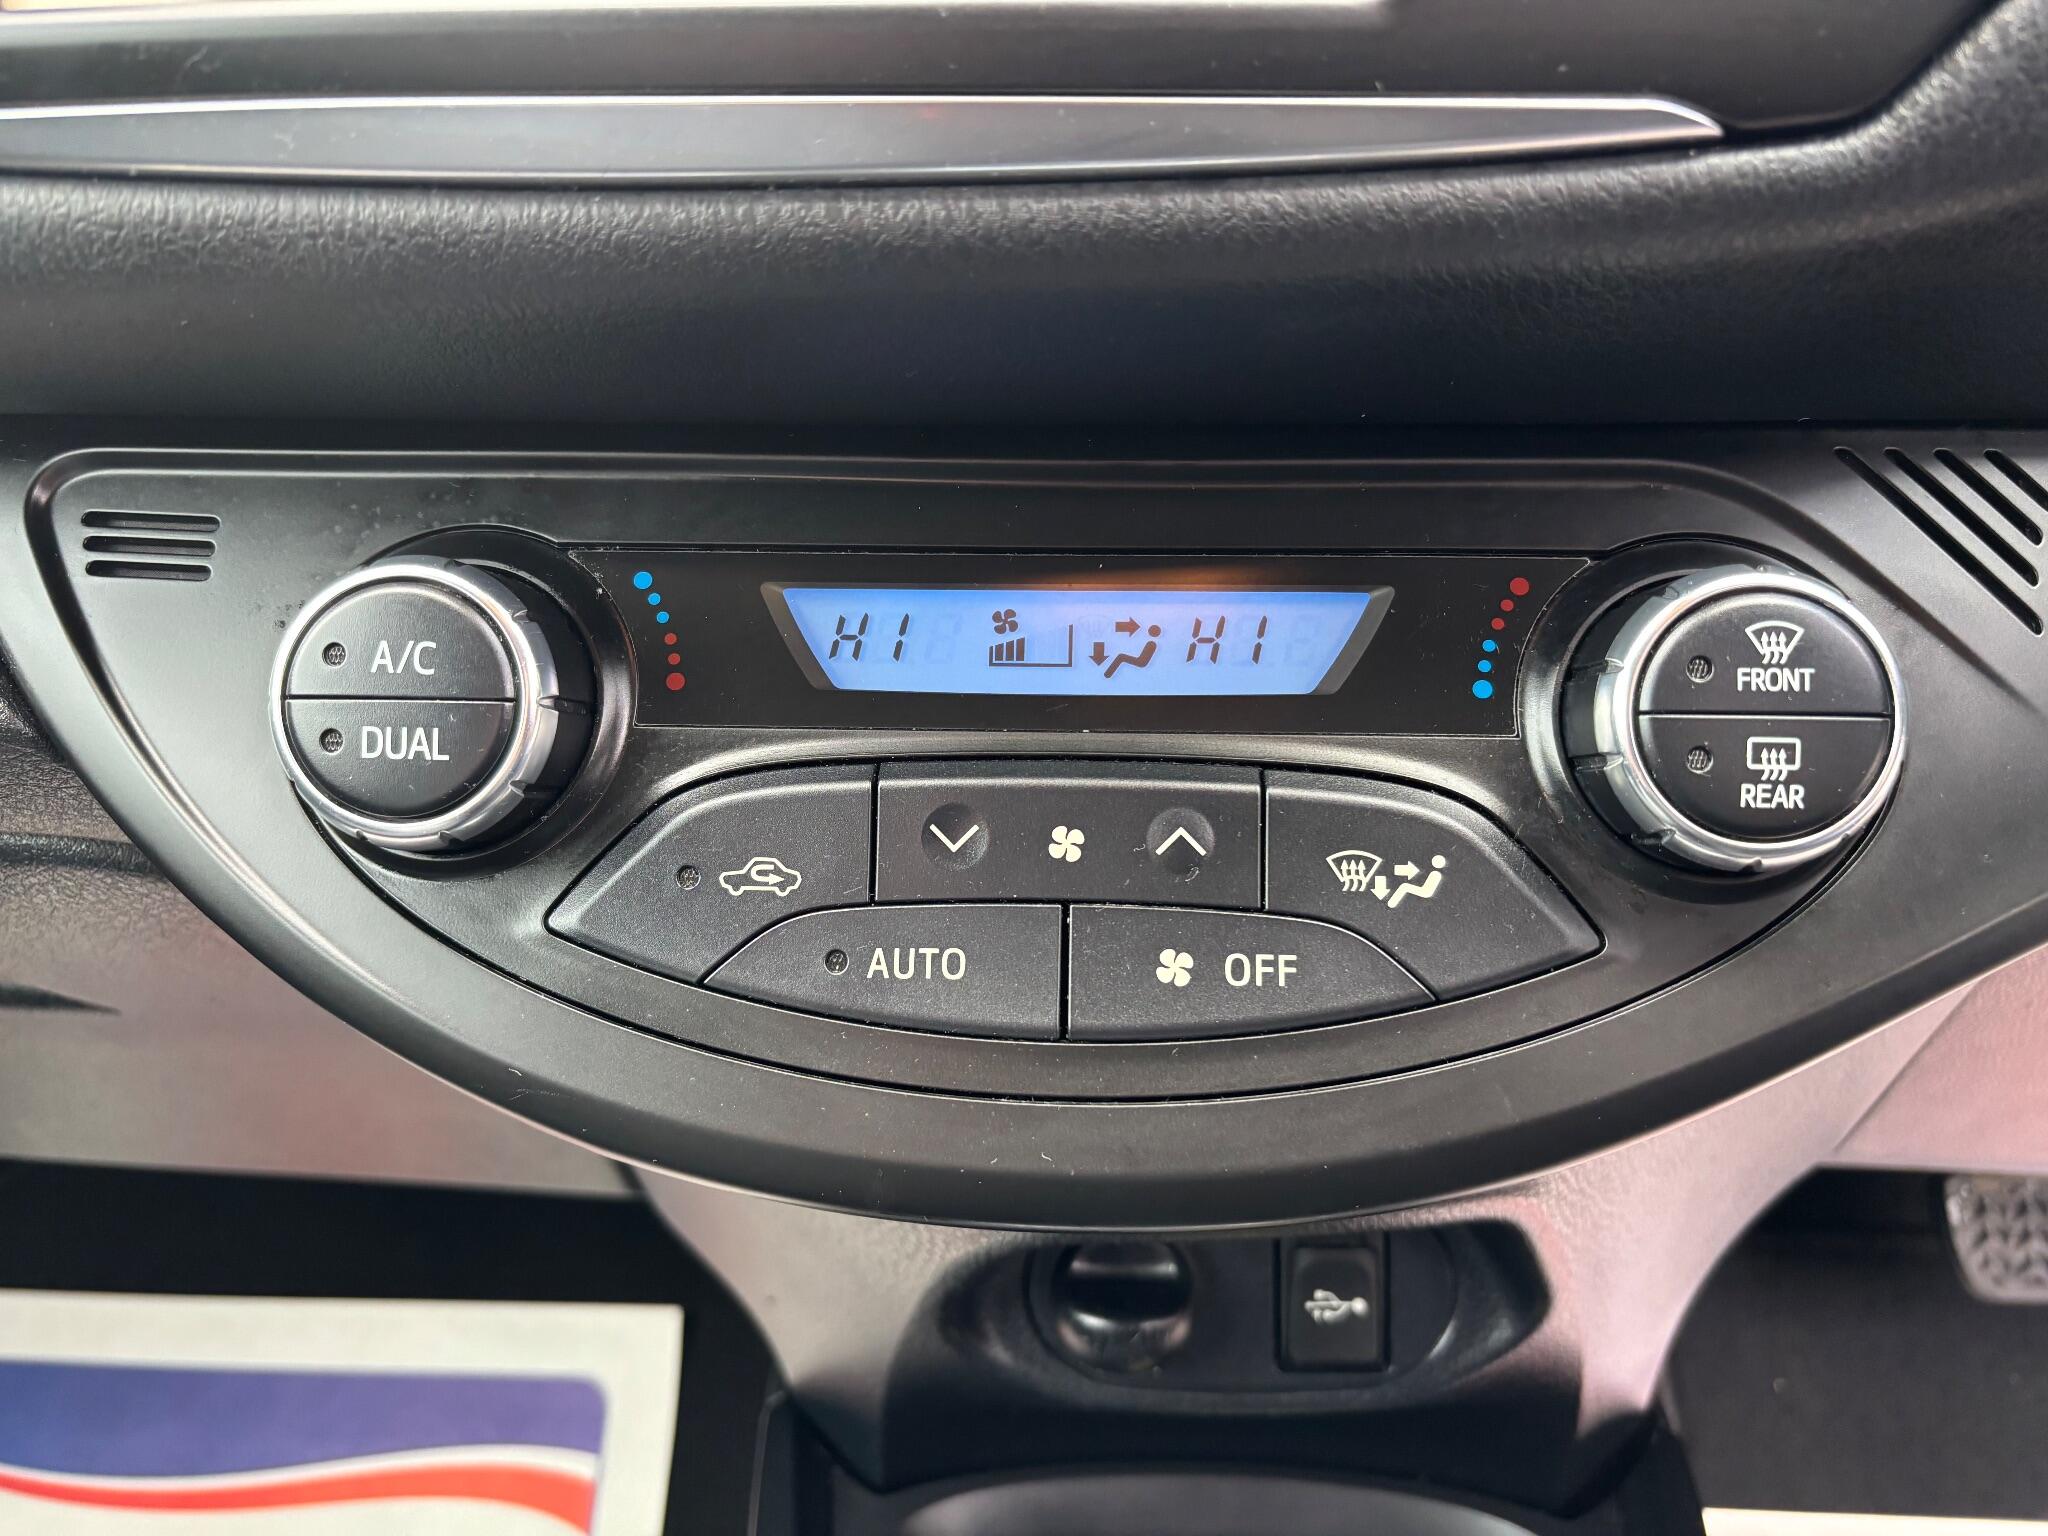 HI HI
A/C
DUAL
FRONT
REAR
AUTO
OFF